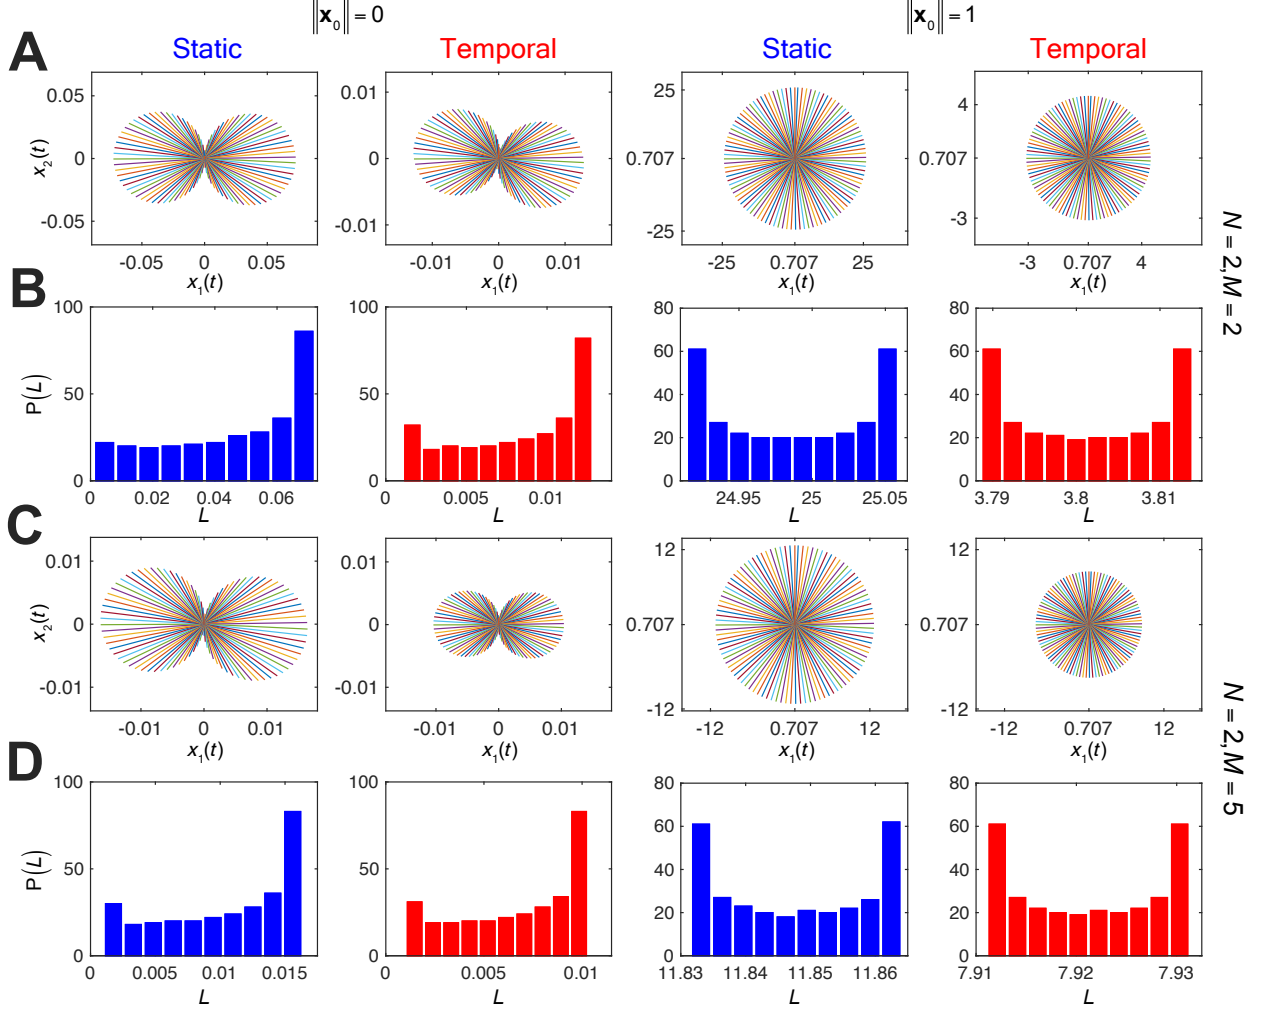 ‖x₀‖ = 0 ‖x₀‖ = 1
A Static Temporal Static Temporal
0.05 0.01 25 4
x₂(t) 0 0 0.707 0.707
-0.05 -0.01 -25 -3
-0.05 0 0.05 -0.01 0 0.01 -25 0.707 25 -3 0.707 4
x₁(t) x₁(t) x₁(t) x₁(t)
N = 2, M = 2
B 100 100 80 80
60 60
P(L) 50 50 40 40
20 20
0 0 0 0
0 0.02 0.04 0.06 0 0.005 0.01 24.95 25 25.05 3.79 3.8 3.81
L L L L
C 0.01 0.01 12 12
x₂(t) 0 0 0.707 0.707
-0.01 -0.01 -12 -12
-0.01 0 0.01 -0.01 0 0.01 -12 0.707 12 -12 0.707 12
x₁(t) x₁(t) x₁(t) x₁(t)
N = 2, M = 5
D 100 100 80 80
60 60
P(L) 50 50 40 40
20 20
0 0 0 0
0 0.005 0.01 0.015 0 0.005 0.01 11.83 11.84 11.85 11.86 7.91 7.92 7.93
L L L L